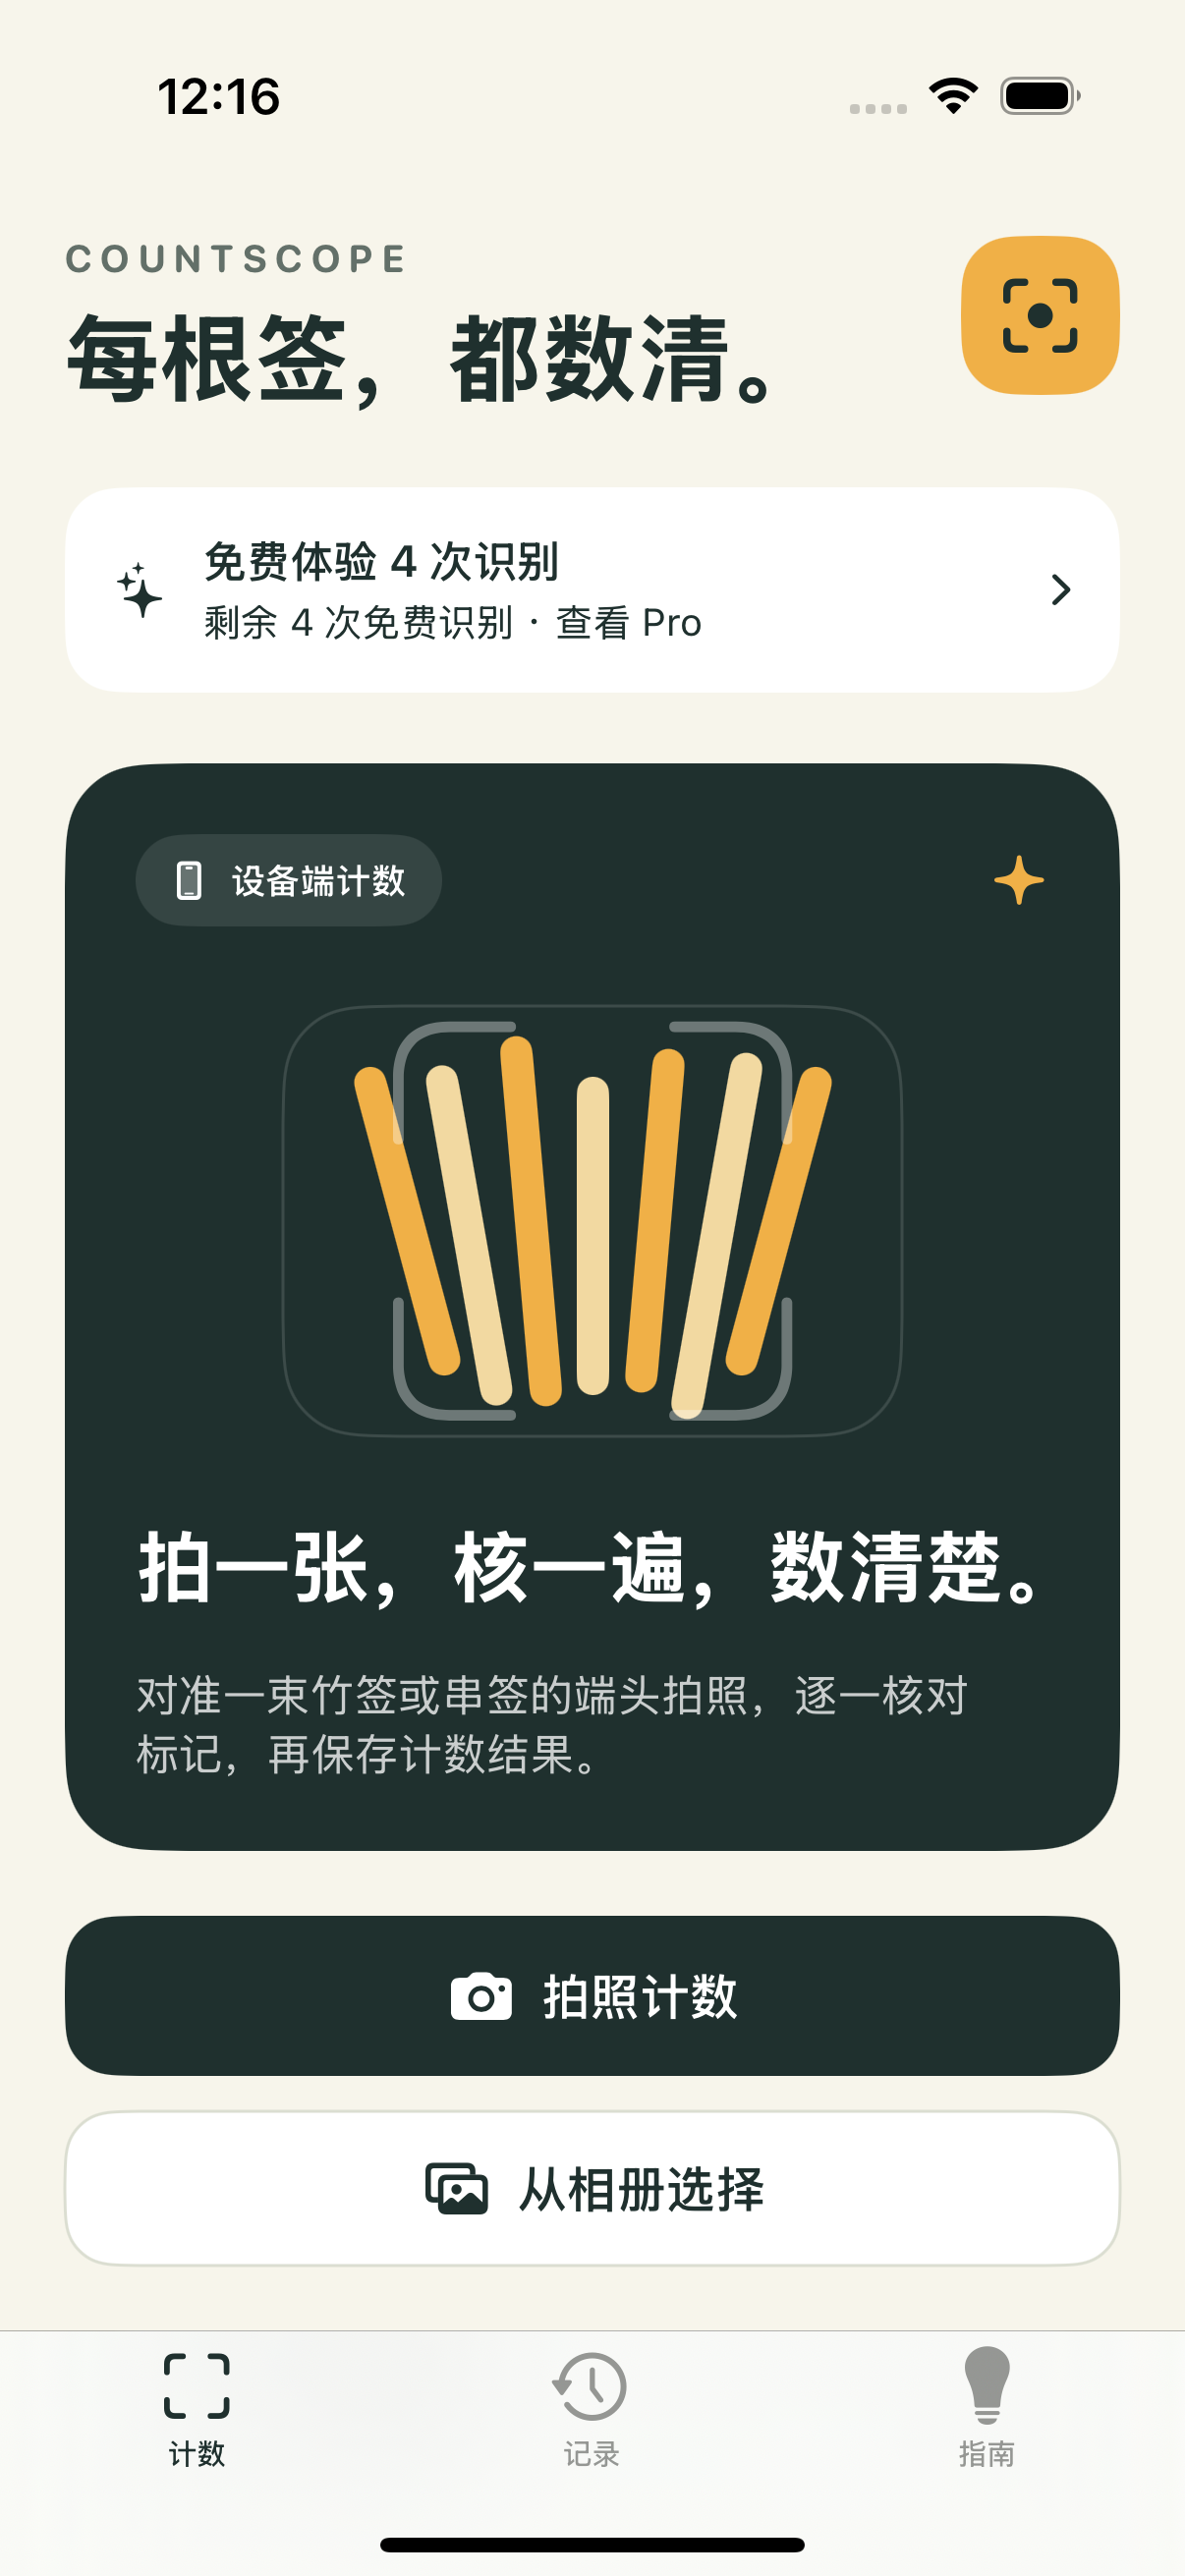 12:16
COUNTSCOPE
每根签，都数清。
免费体验 4 次识别
剩余 4 次免费识别 · 查看 Pro
设备端计数
拍一张，核一遍，数清楚。
对准一束竹签或串签的端头拍照，逐一核对
标记，再保存计数结果。
拍照计数
从相册选择
计数
记录
指南